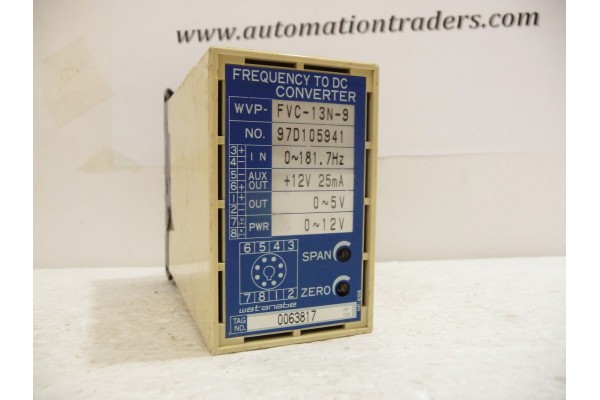 www.automationtraders.com
FREQUENCY TO DC
CONVERTER
WVP- FVC-13N-9
NO. 97D105941
3 + 4 - IN 0~181.7Hz
5 - 6 + AUX OUT +12V 25mA
1 + 2 - OUT 0~5V
7 8 PWR 0~12V
6 5 4 3
SPAN
ZERO
7 8 1 2
watanabe
TAG NO. 0063817